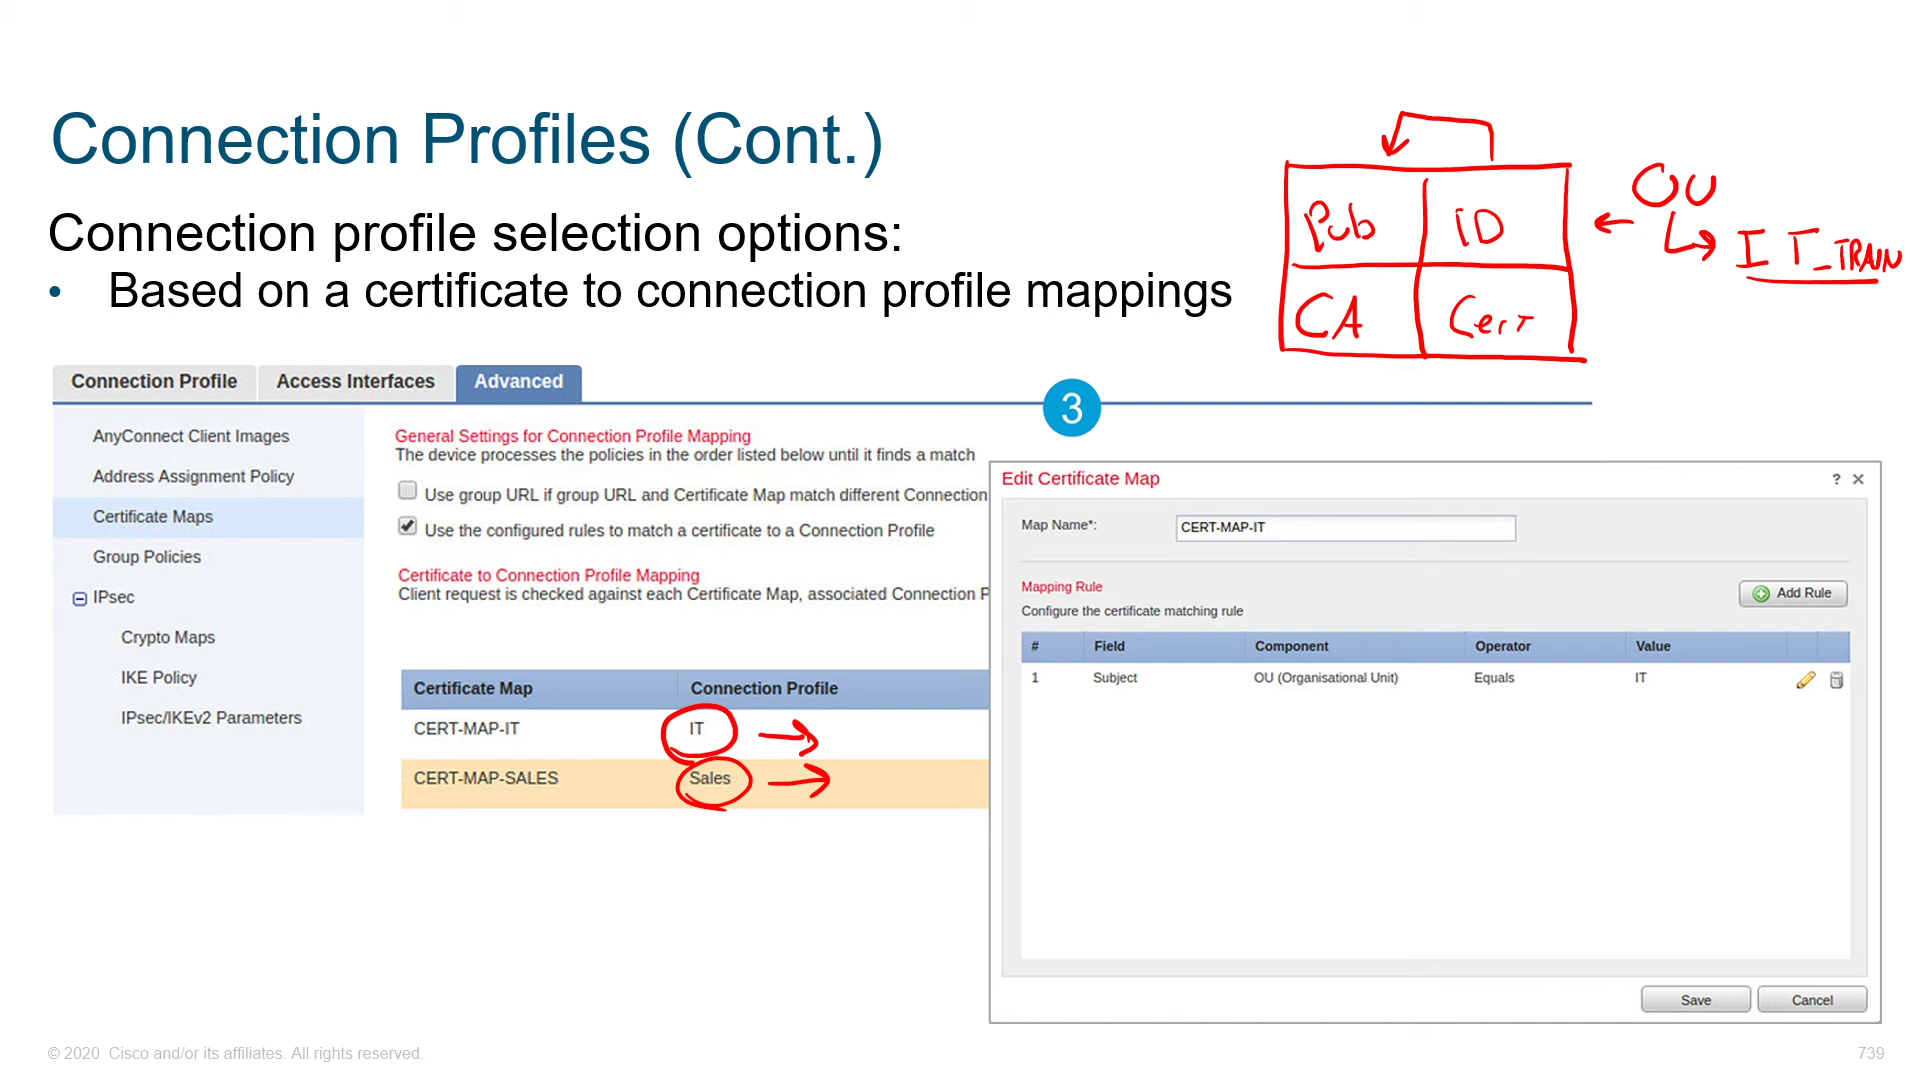 Connection Profiles (Cont.)
Connection profile selection options:
• Based on a certificate to connection profile mappings
Pub ID
CA Cert
OU
IT_TRAIN
Connection Profile Access Interfaces Advanced
3
AnyConnect Client Images
Address Assignment Policy
Certificate Maps
Group Policies
IPsec
Crypto Maps
IKE Policy
IPsec/IKEv2 Parameters
General Settings for Connection Profile Mapping
The device processes the policies in the order listed below until it finds a match
Use group URL if group URL and Certificate Map match different Connection
Use the configured rules to match a certificate to a Connection Profile
Certificate to Connection Profile Mapping
Client request is checked against each Certificate Map, associated Connection P
Certificate Map Connection Profile
CERT-MAP-IT IT
CERT-MAP-SALES Sales
Edit Certificate Map ? ×
Map Name*: CERT-MAP-IT
Mapping Rule
Configure the certificate matching rule
Add Rule
# Field Component Operator Value
1 Subject OU (Organisational Unit) Equals IT
Save Cancel
© 2020 Cisco and/or its affiliates. All rights reserved.
739